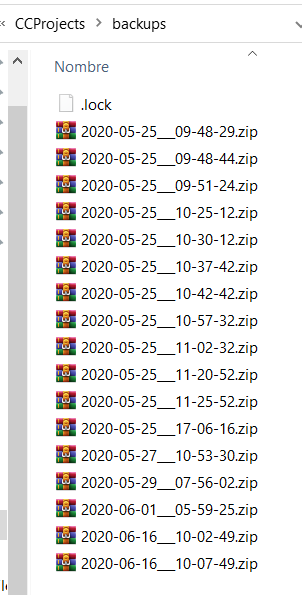 CCProjects > backups
Nombre
.lock
2020-05-25___09-48-29.zip
2020-05-25___09-48-44.zip
2020-05-25___09-51-24.zip
2020-05-25___10-25-12.zip
2020-05-25___10-30-12.zip
2020-05-25___10-37-42.zip
2020-05-25___10-42-42.zip
2020-05-25___10-57-32.zip
2020-05-25___11-02-32.zip
2020-05-25___11-20-52.zip
2020-05-25___11-25-52.zip
2020-05-25___17-06-16.zip
2020-05-27___10-53-30.zip
2020-05-29___07-56-02.zip
2020-06-01___05-59-25.zip
2020-06-16___10-02-49.zip
2020-06-16___10-07-49.zip